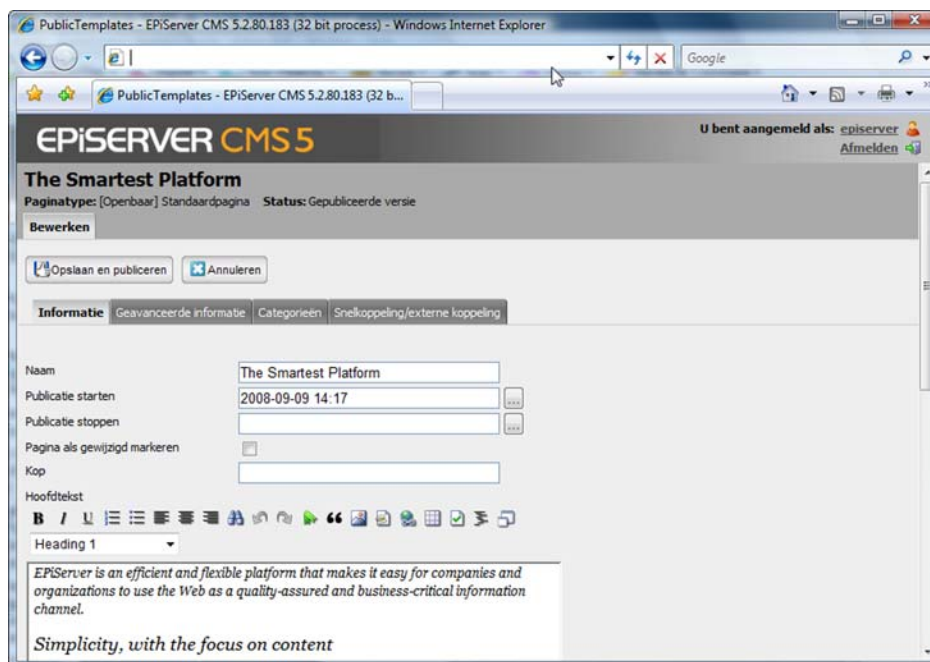 PublicTemplates - EPiServer CMS 5.2.80.183 (32 bit process) - Windows Internet Explorer
Google
PublicTemplates - EPiServer CMS 5.2.80.183 (32 b...
EPiSERVER CMS 5
U bent aangemeld als: episerver
Afmelden
The Smartest Platform
Paginatype: [Openbaar] Standaardpagina Status: Gepubliceerde versie
Bewerken
Opslaan en publiceren Annuleren
Informatie Geavanceerde informatie Categorieën Snelkoppeling/externe koppeling
Naam The Smartest Platform
Publicatie starten 2008-09-09 14:17 ...
Publicatie stoppen ...
Pagina als gewijzigd markeren
Kop
Hoofdtekst
B I U
Heading 1
EPiServer is an efficient and flexible platform that makes it easy for companies and
organizations to use the Web as a quality-assured and business-critical information
channel.
Simplicity, with the focus on content